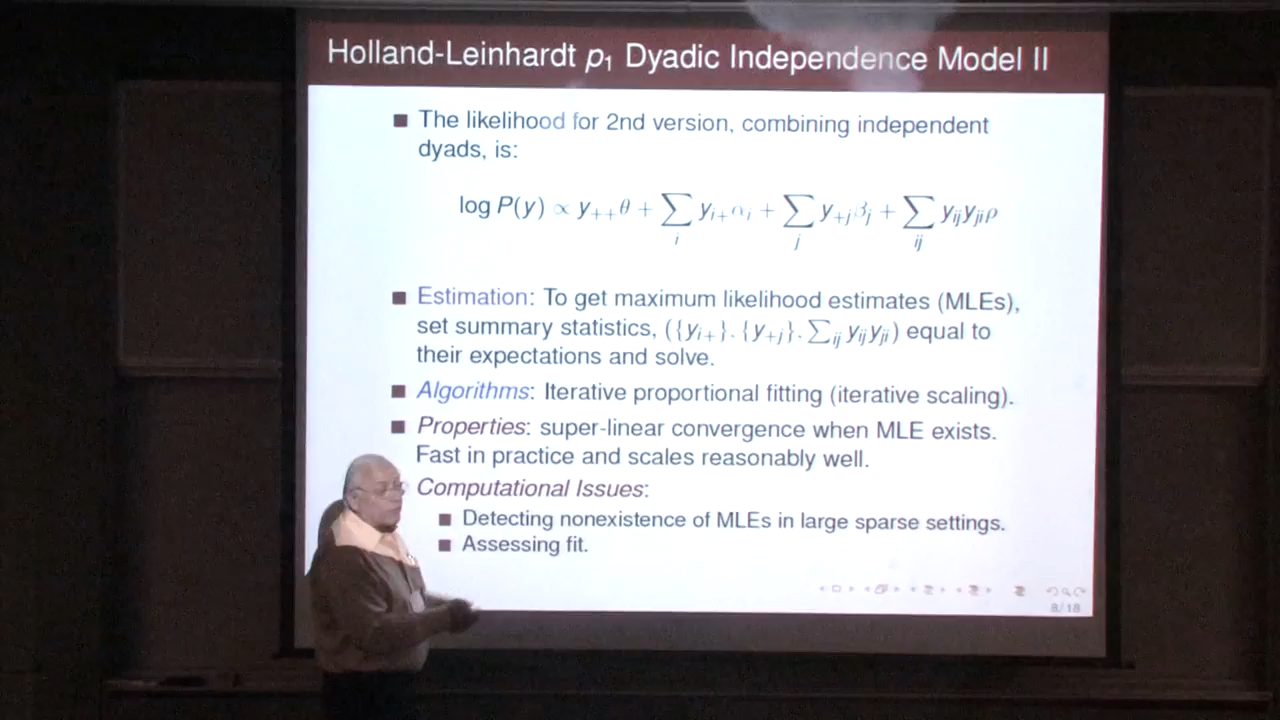 Holland-Leinhardt p₁ Dyadic Independence Model II
■ The likelihood for 2nd version, combining independent
dyads, is:
log P(y) ∝ y₊₊θ + ∑ᵢ yᵢ₊αᵢ + ∑ⱼ y₊ⱼβⱼ + ∑ᵢⱼ yᵢⱼyⱼᵢρ
■ Estimation: To get maximum likelihood estimates (MLEs),
set summary statistics, ({yᵢ₊}. {y₊ⱼ}. ∑ᵢⱼ yᵢⱼyⱼᵢ) equal to
their expectations and solve.
■ Algorithms: Iterative proportional fitting (iterative scaling).
■ Properties: super-linear convergence when MLE exists.
Fast in practice and scales reasonably well.
Computational Issues:
■ Detecting nonexistence of MLEs in large sparse settings.
■ Assessing fit.
8/18